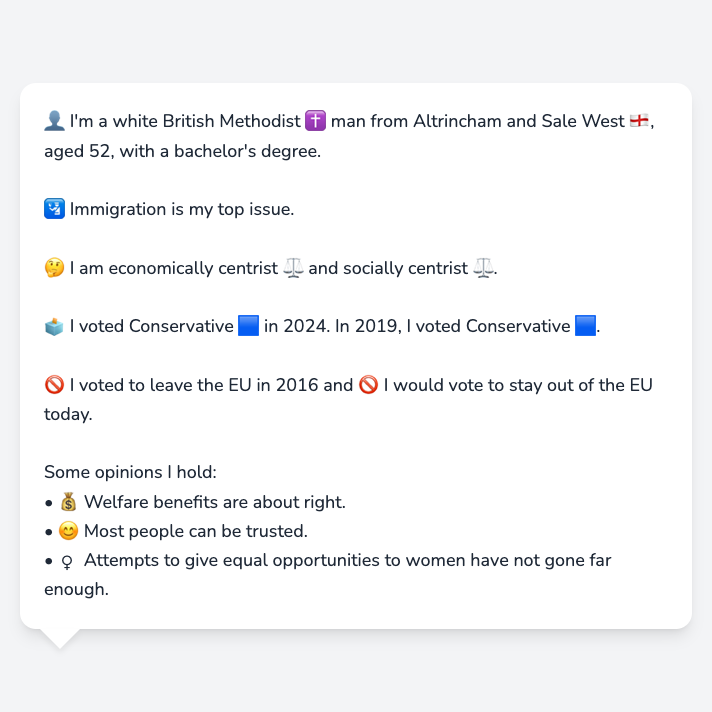 👤 I'm a white British Methodist ✝️ man from Altrincham and Sale West 🏴󠁧󠁢󠁥󠁮󠁧󠁿,
aged 52, with a bachelor's degree.
🛂 Immigration is my top issue.
🤔 I am economically centrist ⚖️ and socially centrist ⚖️.
🗳️ I voted Conservative 🟦 in 2024. In 2019, I voted Conservative 🟦.
🚫 I voted to leave the EU in 2016 and 🚫 I would vote to stay out of the EU
today.
Some opinions I hold:
• 💰 Welfare benefits are about right.
• 😊 Most people can be trusted.
• ♀ Attempts to give equal opportunities to women have not gone far
enough.